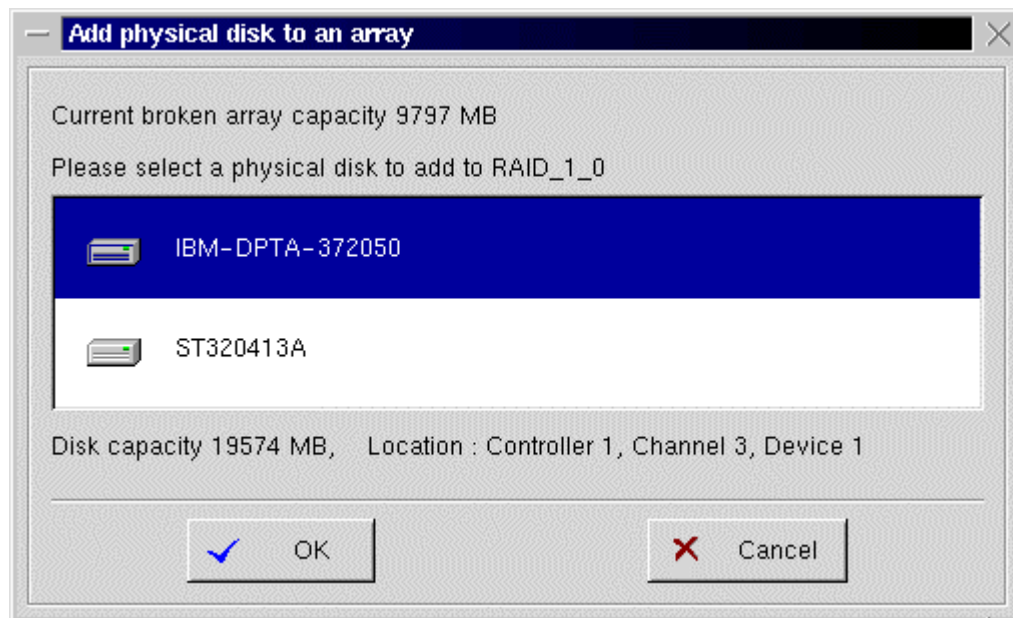 Add physical disk to an array
Current broken array capacity 9797 MB
Please select a physical disk to add to RAID_1_0
IBM-DPTA-372050
ST320413A
Disk capacity 19574 MB, Location : Controller 1, Channel 3, Device 1
OK
Cancel